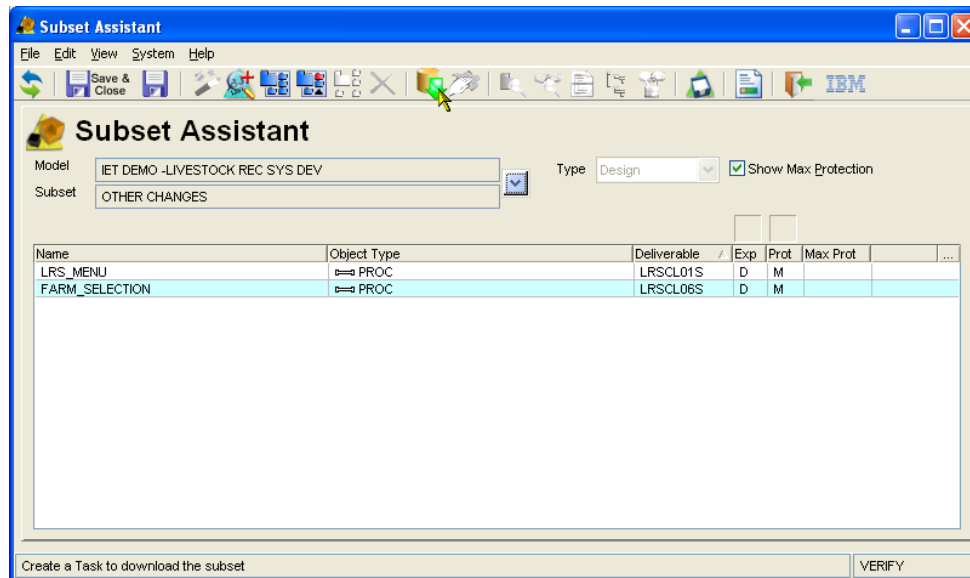 Subset Assistant
File Edit View System Help
Save & Close IBM
Subset Assistant
Model IET DEMO -LIVESTOCK REC SYS DEV Type Design Show Max Protection
Subset OTHER CHANGES
Name Object Type Deliverable Exp Prot Max Prot ...
LRS_MENU PROC LRSCL01S D M
FARM_SELECTION PROC LRSCL06S D M
Create a Task to download the subset VERIFY